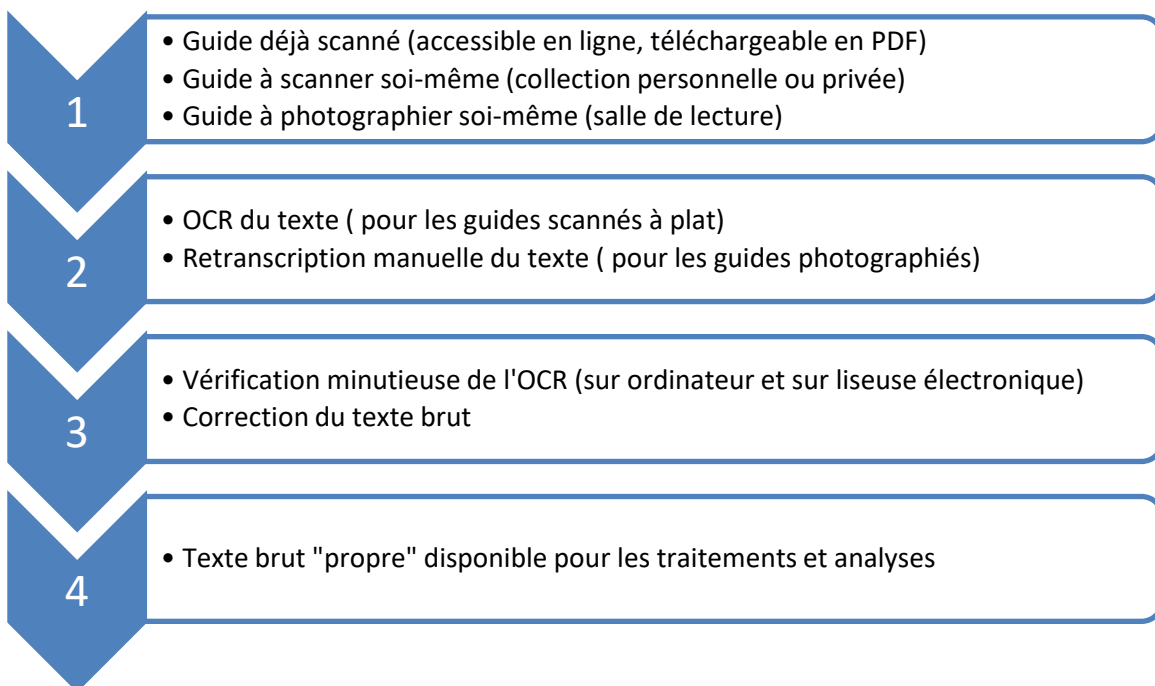 1
• Guide déjà scanné (accessible en ligne, téléchargeable en PDF)
• Guide à scanner soi-même (collection personnelle ou privée)
• Guide à photographier soi-même (salle de lecture)
2
• OCR du texte ( pour les guides scannés à plat)
• Retranscription manuelle du texte ( pour les guides photographiés)
3
• Vérification minutieuse de l'OCR (sur ordinateur et sur liseuse électronique)
• Correction du texte brut
4
• Texte brut "propre" disponible pour les traitements et analyses